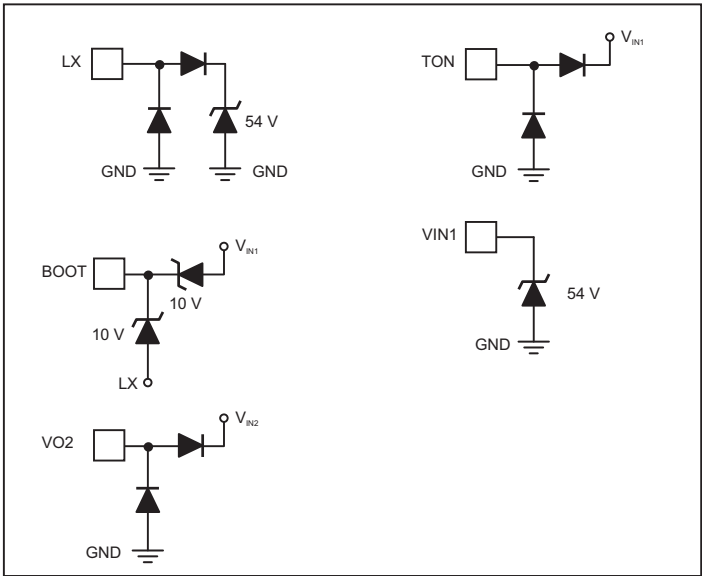 LX
54 V
GND
GND
TON
VIN1
GND
BOOT
VIN1
10 V
10 V
LX
VIN1
54 V
GND
VO2
VIN2
GND